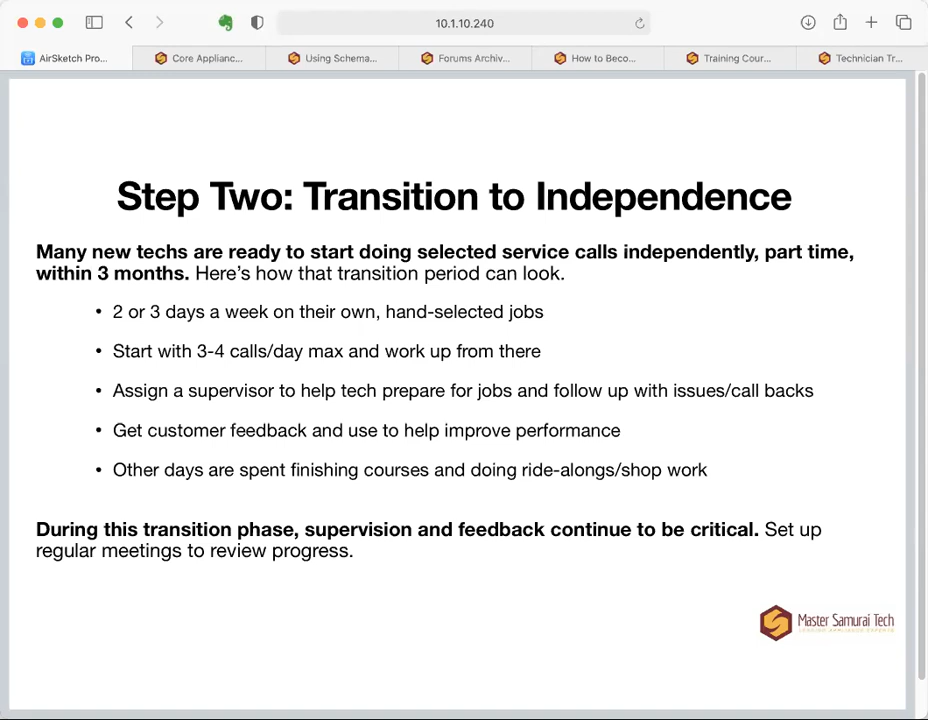 10.1.10.240
AirSketch Pro...
Core Applianc...
Using Schema...
Forums Archiv...
How to Beco...
Training Cour...
Technician Tr...
Step Two: Transition to Independence
Many new techs are ready to start doing selected service calls independently, part time,
within 3 months. Here’s how that transition period can look.
• 2 or 3 days a week on their own, hand-selected jobs
• Start with 3-4 calls/day max and work up from there
• Assign a supervisor to help tech prepare for jobs and follow up with issues/call backs
• Get customer feedback and use to help improve performance
• Other days are spent finishing courses and doing ride-alongs/shop work
During this transition phase, supervision and feedback continue to be critical. Set up
regular meetings to review progress.
Master Samurai Tech